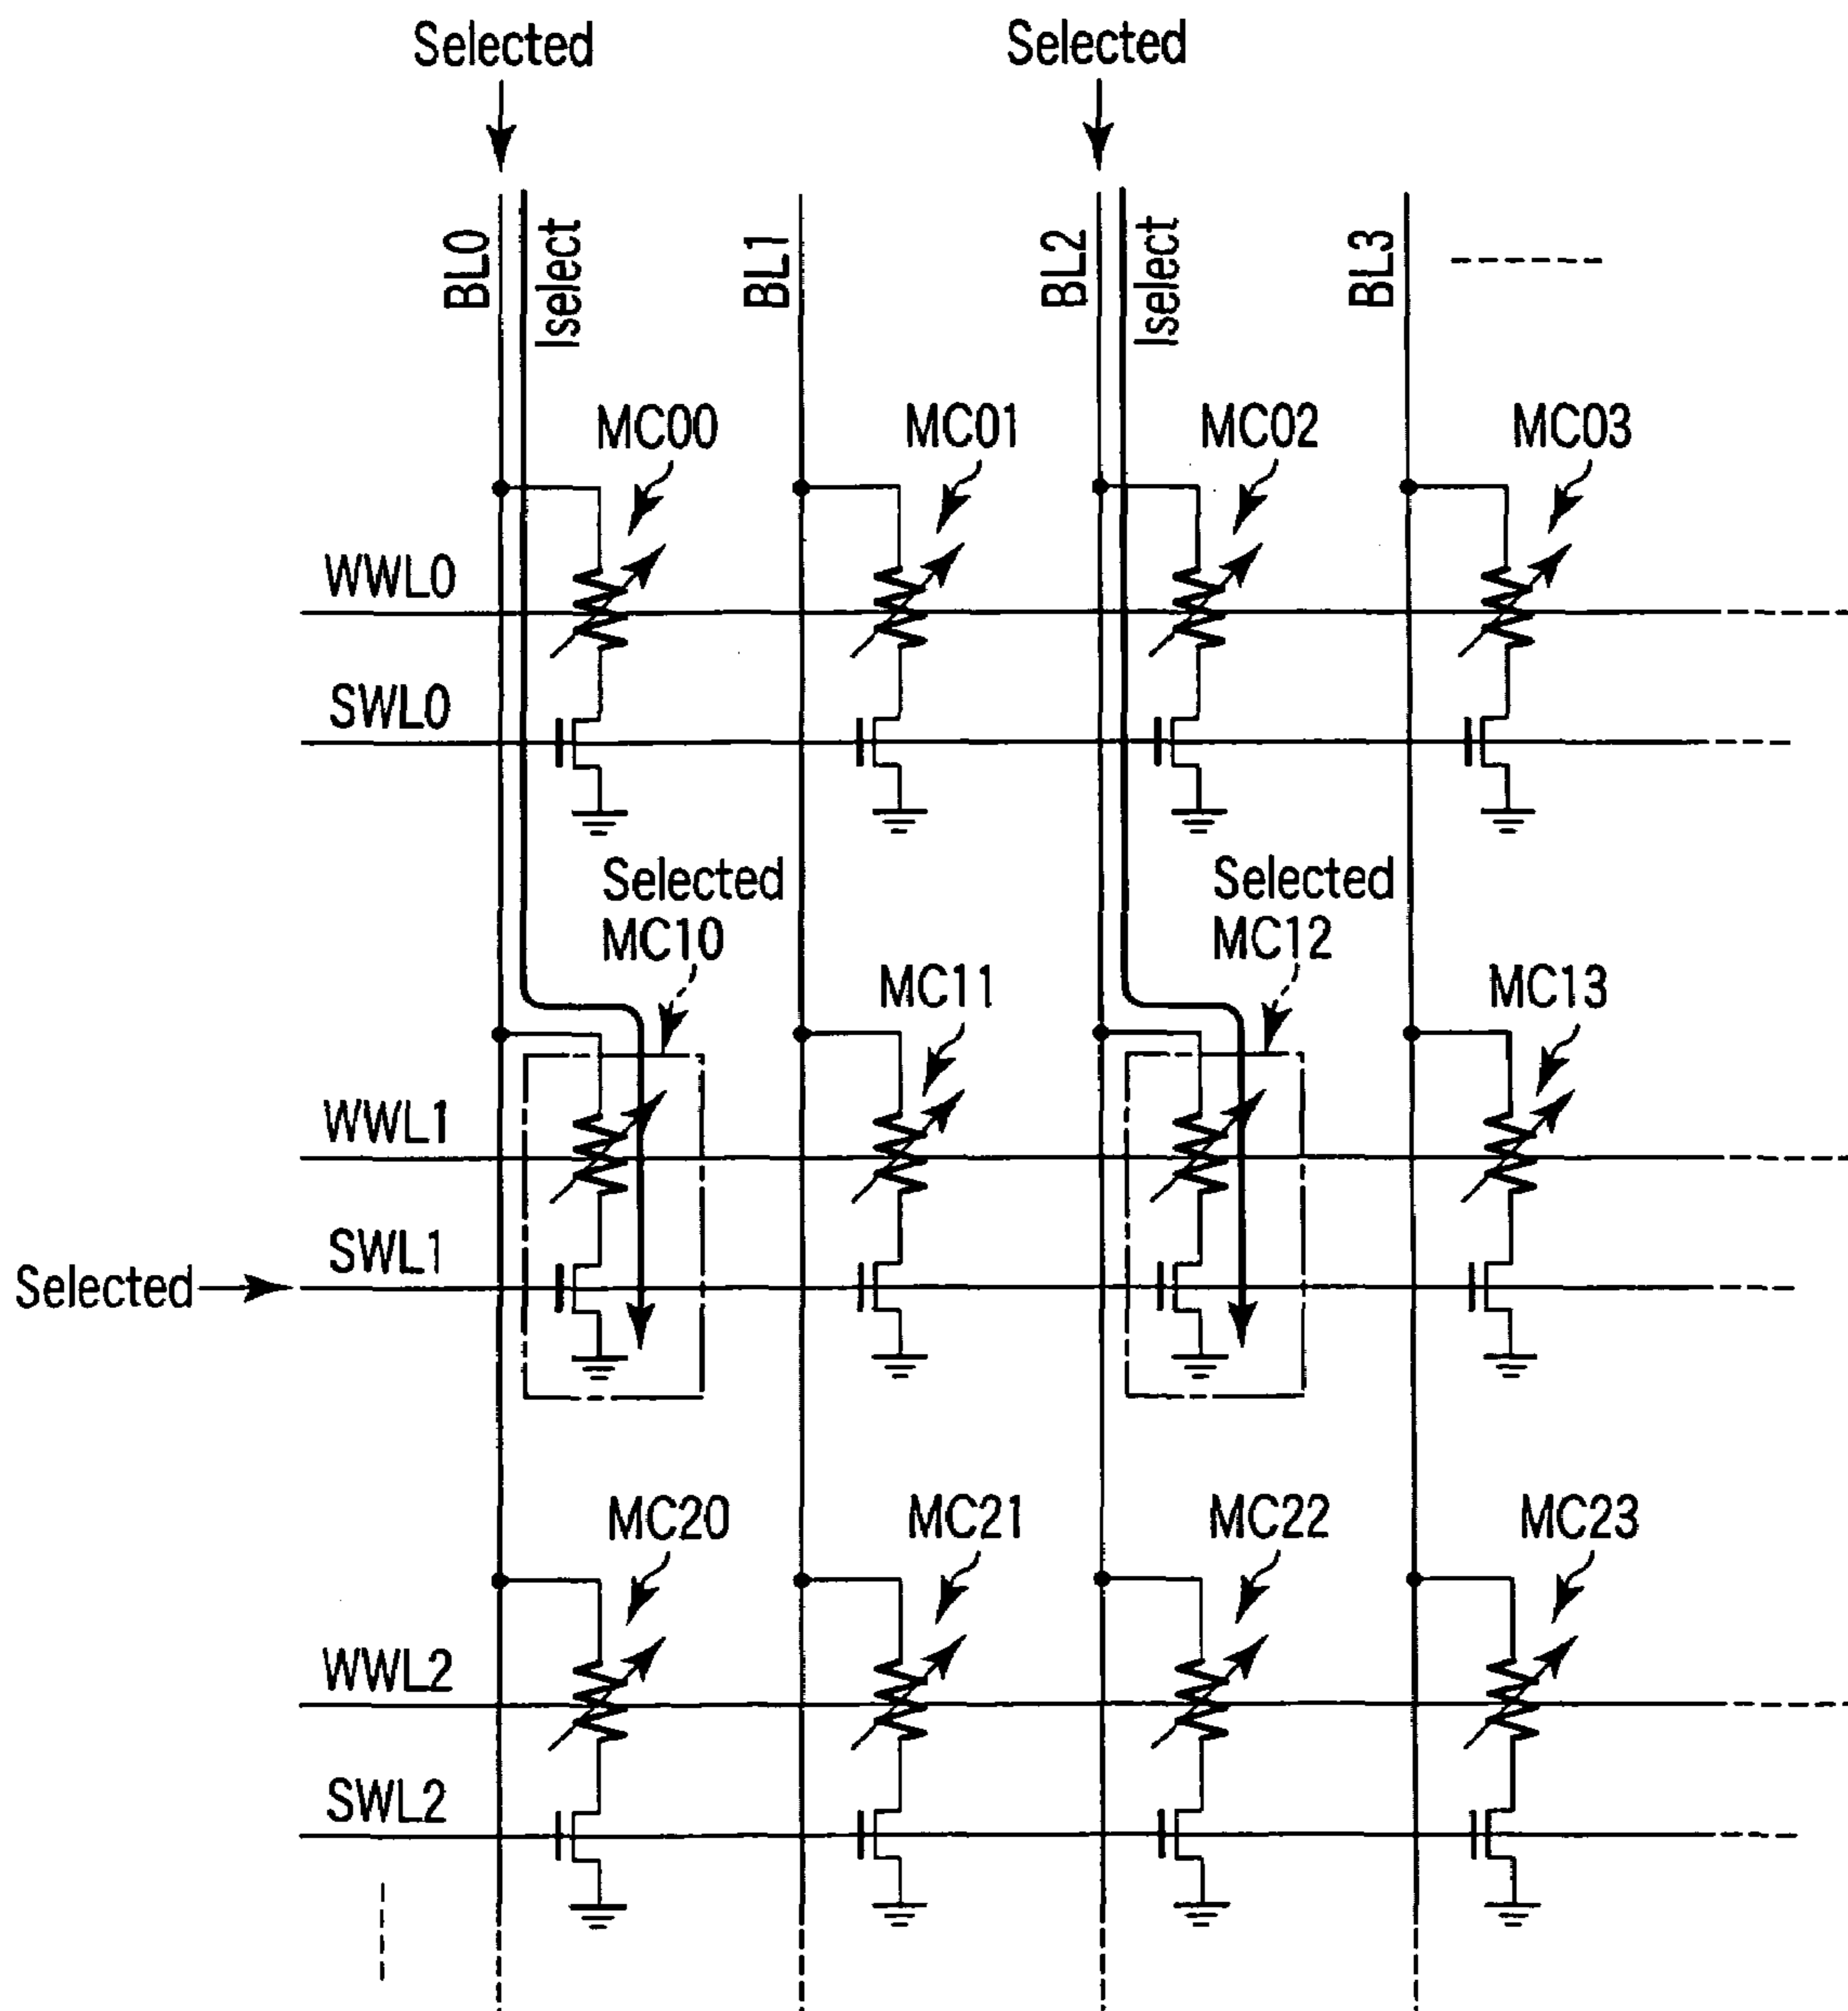 Selected
Selected
BL0
Iselect
BL1
BL2
Iselect
BL3
MC00
MC01
MC02
MC03
WWL0
SWL0
Selected
MC10
Selected
MC12
MC11
MC13
WWL1
SWL1
Selected
MC20
MC21
MC22
MC23
WWL2
SWL2